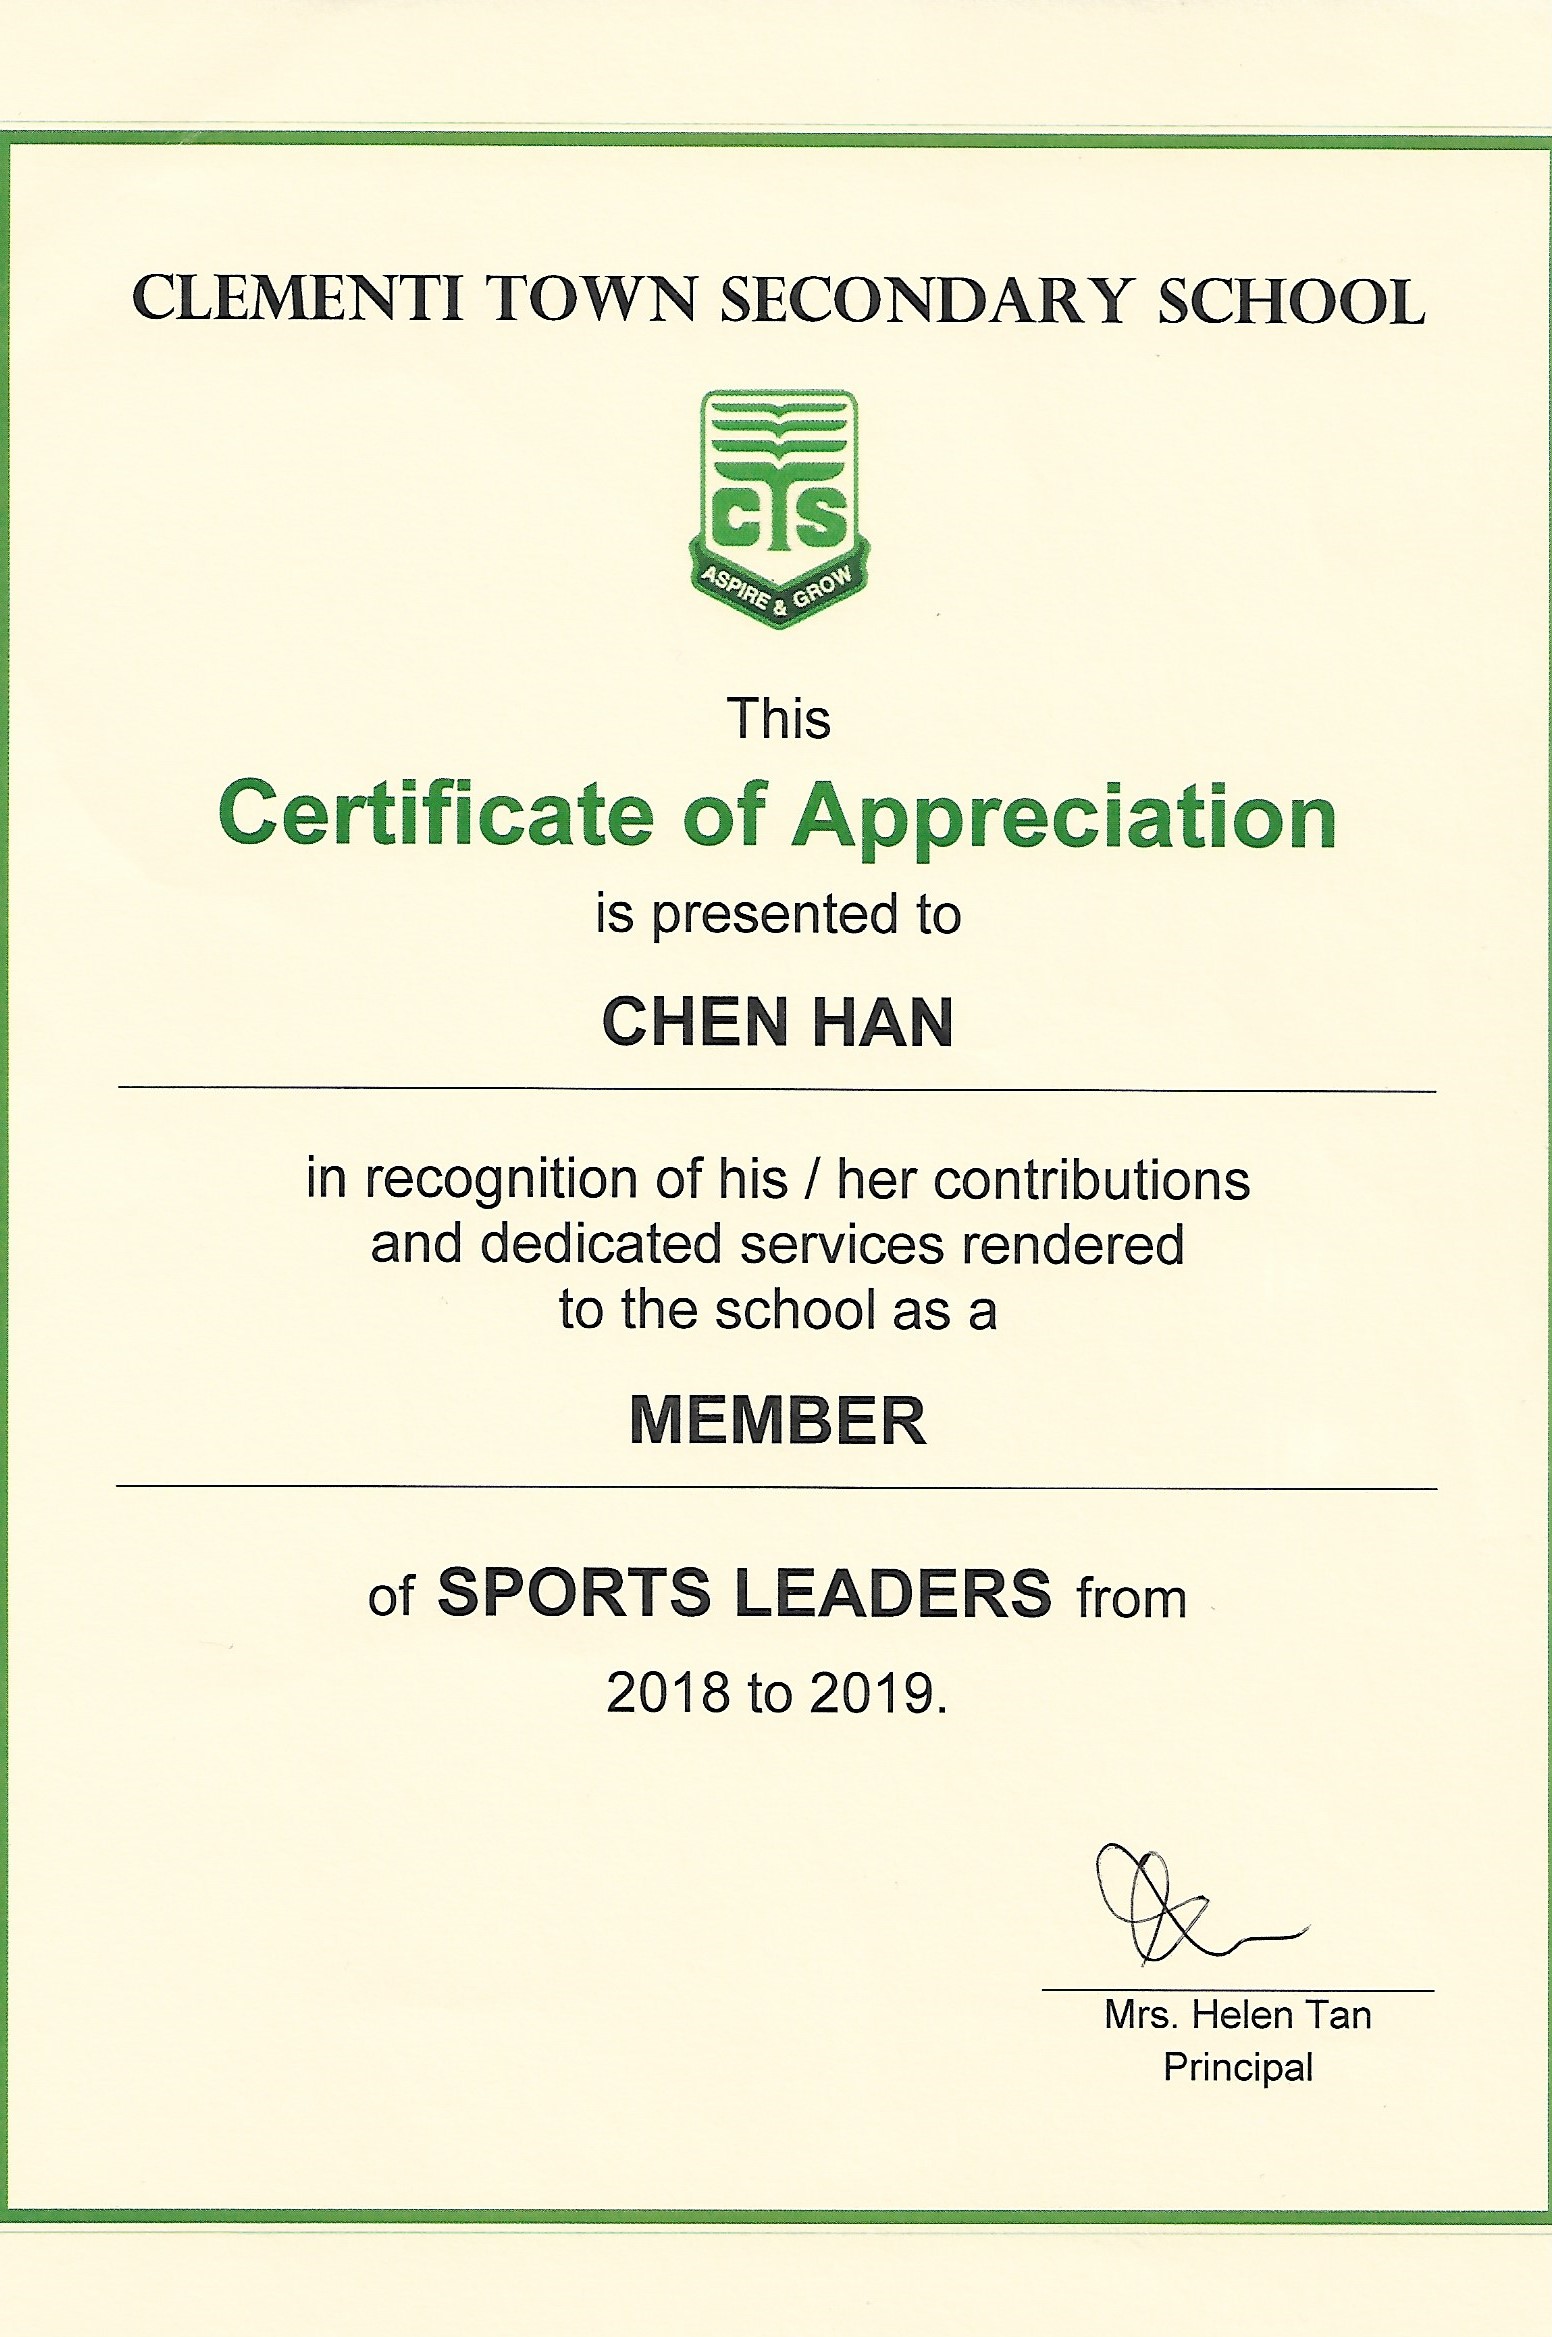 CLEMENTI TOWN SECONDARY SCHOOL
CTS
ASPIRE & GROW
This
Certificate of Appreciation
is presented to
CHEN HAN
in recognition of his / her contributions
and dedicated services rendered
to the school as a
MEMBER
of SPORTS LEADERS from
2018 to 2019.
Mrs. Helen Tan
Principal